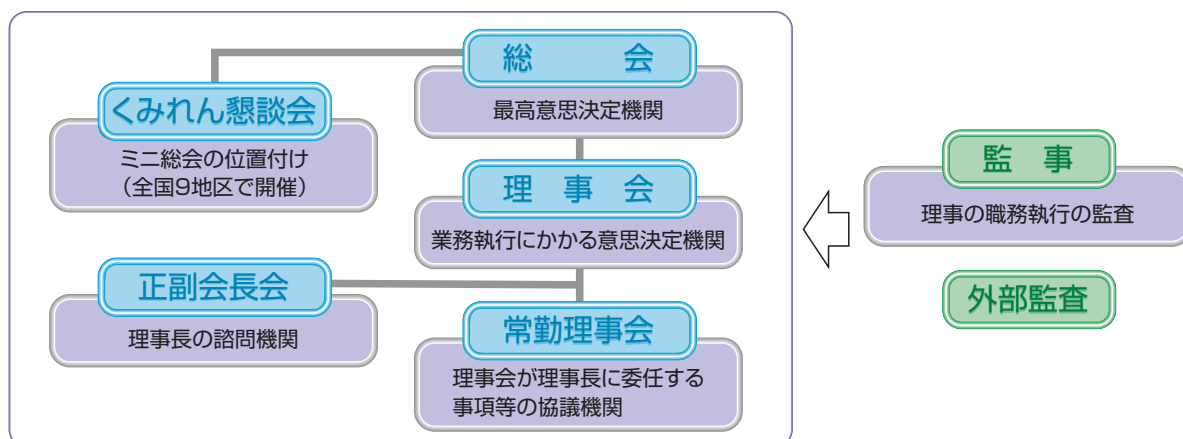 総　会
最高意思決定機関
くみれん懇談会
ミニ総会の位置付け
（全国9地区で開催）
理　事　会
業務執行にかかる意思決定機関
正副会長会
理事長の諮問機関
常勤理事会
理事会が理事長に委任する
事項等の協議機関
監　事
理事の職務執行の監査
外部監査